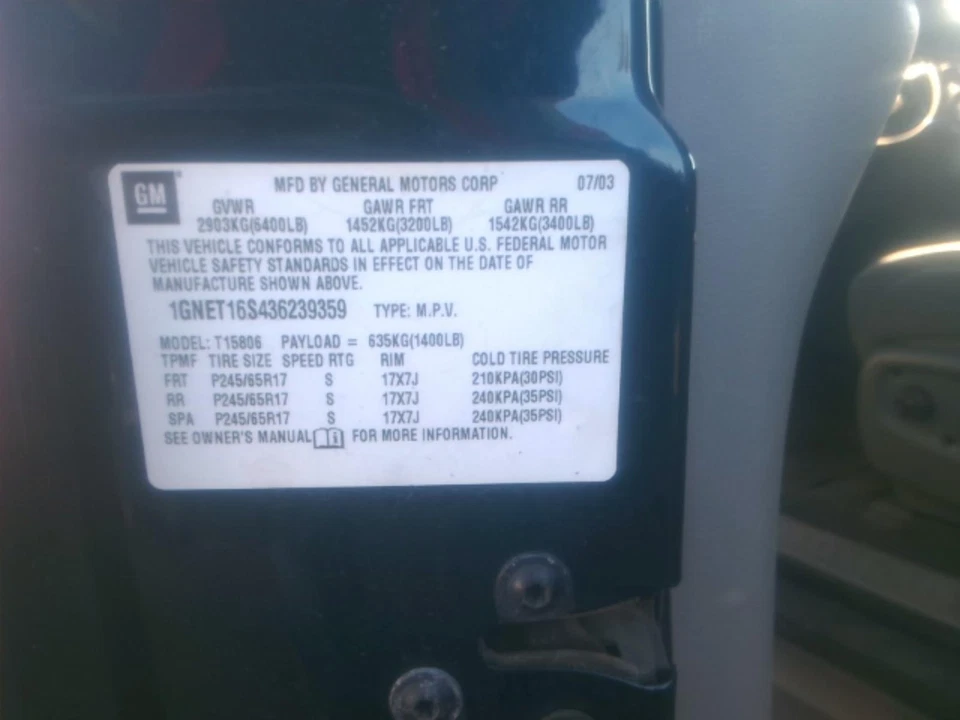 GM ® MFD BY GENERAL MOTORS CORP 07/03
GVWR GAWR FRT GAWR RR
2903KG(6400LB) 1452KG(3200LB) 1542KG(3400LB)
THIS VEHICLE CONFORMS TO ALL APPLICABLE U.S. FEDERAL MOTOR
VEHICLE SAFETY STANDARDS IN EFFECT ON THE DATE OF
MANUFACTURE SHOWN ABOVE.
1GNET16S436239359 TYPE: M.P.V.
MODEL: T15806 PAYLOAD = 635KG(1400LB)
TPMF TIRE SIZE SPEED RTG RIM COLD TIRE PRESSURE
FRT P245/65R17 S 17X7J 210KPA(30PSI)
RR P245/65R17 S 17X7J 240KPA(35PSI)
SPA P245/65R17 S 17X7J 240KPA(35PSI)
SEE OWNER'S MANUAL FOR MORE INFORMATION.